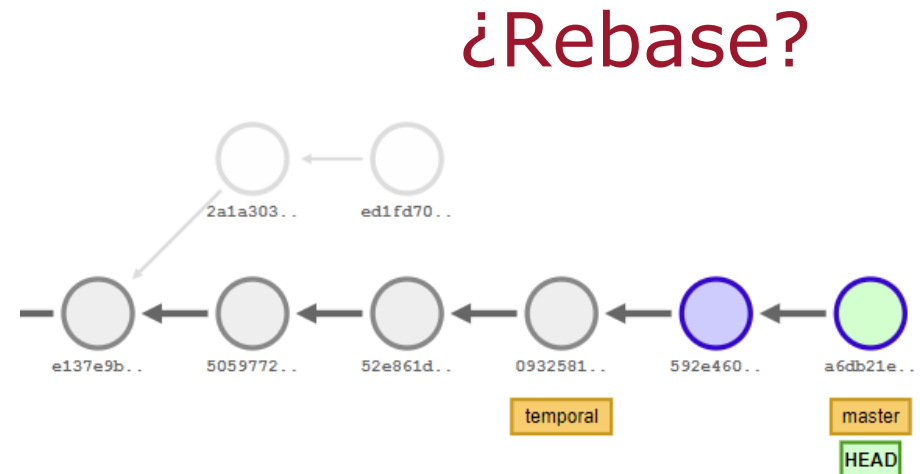 ¿Rebase?
2a1a303..
ed1fd70..
e137e9b..
5059772..
52e861d..
0932581..
592e460..
a6db21e..
temporal
master
HEAD